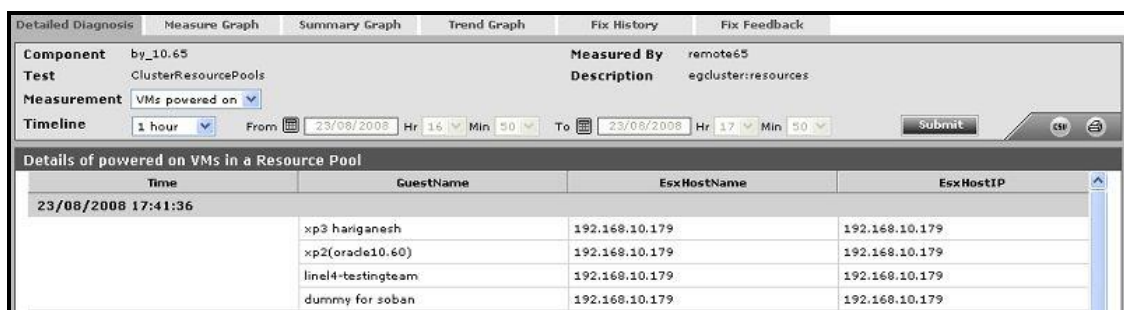 Detailed Diagnosis Measure Graph Summary Graph Trend Graph Fix History Fix Feedback
Component by_10.65 Measured By remote65
Test ClusterResourcePools Description egcluster:resources
Measurement VMs powered on
Timeline 1 hour From 23/08/2008 Hr 16 Min 50 To 23/08/2008 Hr 17 Min 50 Submit CSV
Details of powered on VMs in a Resource Pool
Time GuestName EsxHostName EsxHostIP
23/08/2008 17:41:36
xp3 hariganesh 192.168.10.179 192.168.10.179
xp2(oracle10.60) 192.168.10.179 192.168.10.179
linel4-testingteam 192.168.10.179 192.168.10.179
dummy for soban 192.168.10.179 192.168.10.179